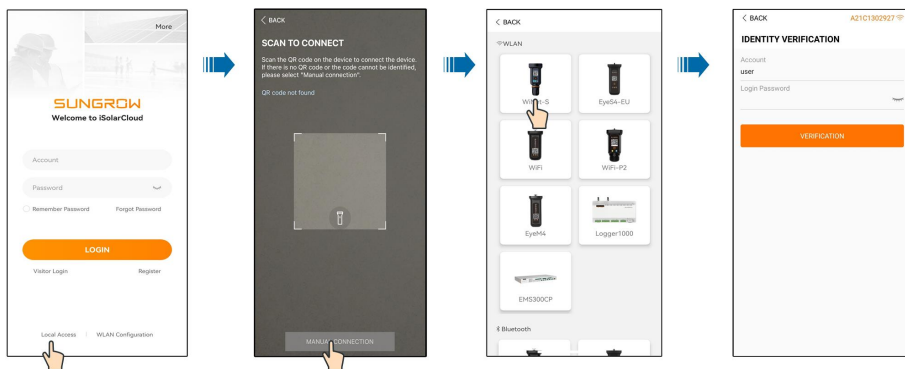 More
SUNGROW
Welcome to iSolarCloud
Account
Password
Remember Password Forgot Password
LOGIN
Visitor Login Register
Local Access WLAN Configuration
BACK
SCAN TO CONNECT
Scan the QR code on the device to connect the device.
If there is no QR code or the code cannot be identified,
please select "Manual connection".
QR code not found
MANUAL CONNECTION
BACK
WLAN
WiNet-S EyeS4-EU
WiFi WiFi-P2
EyeM4 Logger1000
EMS300CP
Bluetooth
BACK A21C1302927
IDENTITY VERIFICATION
Account
user
Login Password
VERIFICATION